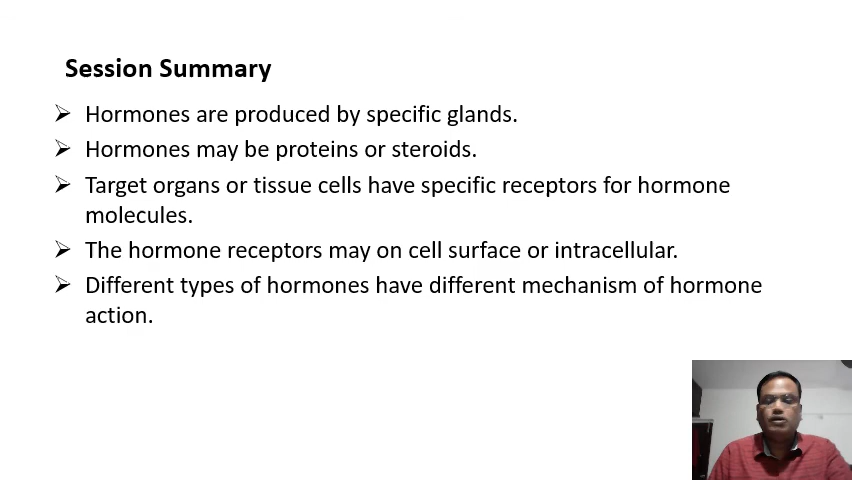 Session Summary
Hormones are produced by specific glands.
Hormones may be proteins or steroids.
Target organs or tissue cells have specific receptors for hormone
molecules.
The hormone receptors may on cell surface or intracellular.
Different types of hormones have different mechanism of hormone
action.